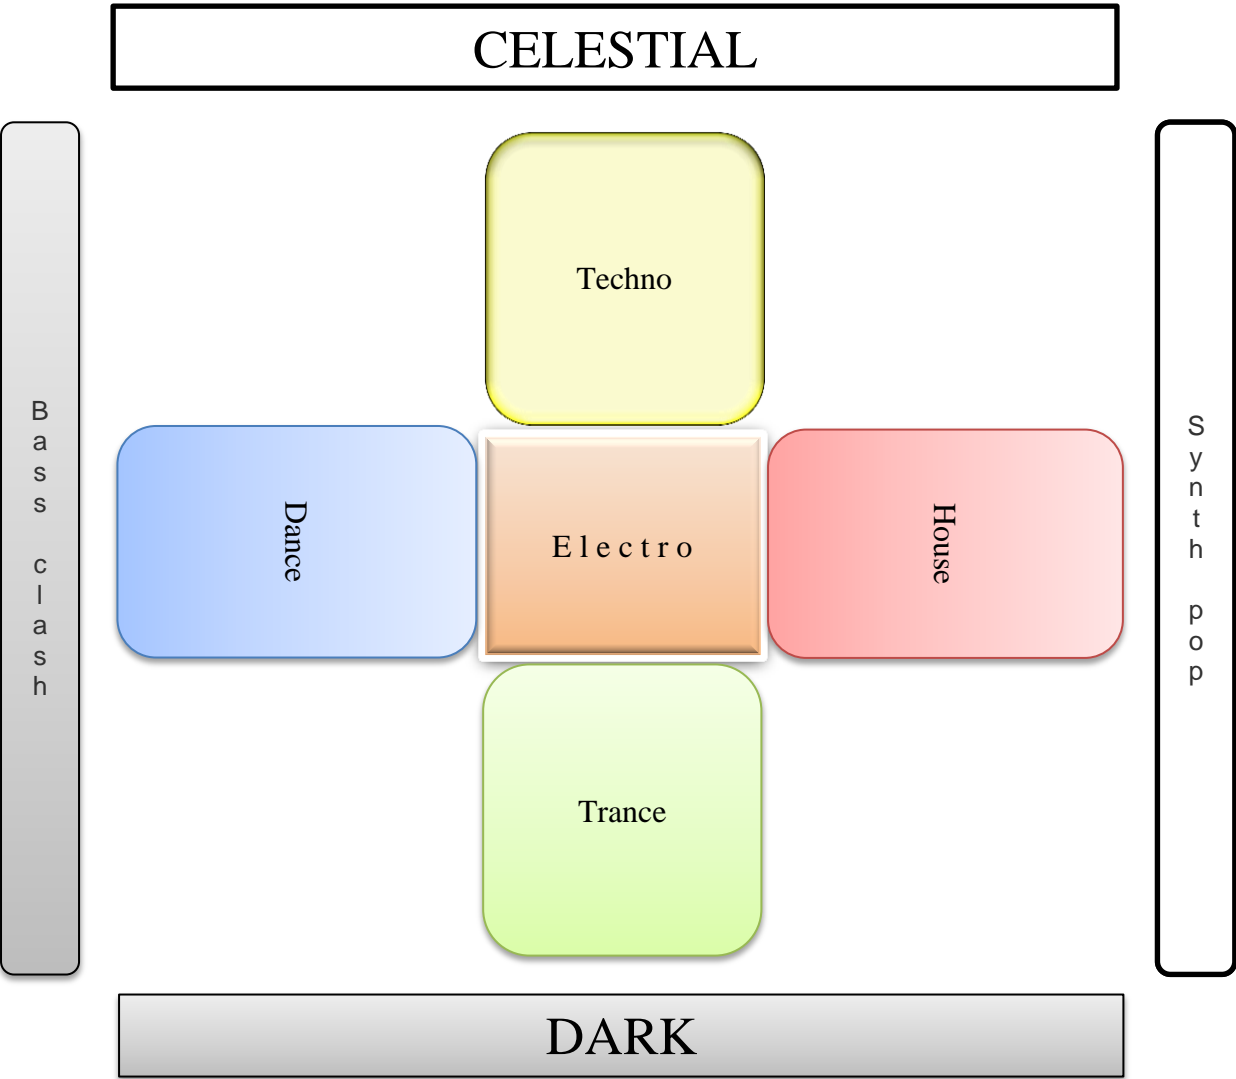 CELESTIAL
Techno
Bass clash
Dance
Electro
House
Synth pop
Trance
DARK